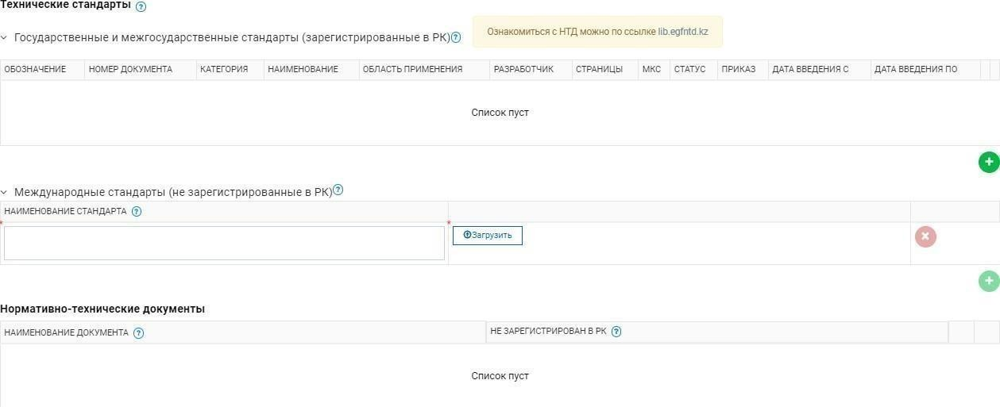 Технические стандарты ?
Государственные и межгосударственные стандарты (зарегистрированные в РК) ?
Ознакомиться с НТД можно по ссылке lib.egfntd.kz
ОБОЗНАЧЕНИЕ НОМЕР ДОКУМЕНТА КАТЕГОРИЯ НАИМЕНОВАНИЕ ОБЛАСТЬ ПРИМЕНЕНИЯ РАЗРАБОТЧИК СТРАНИЦЫ МКС СТАТУС ПРИКАЗ ДАТА ВВЕДЕНИЯ С ДАТА ВВЕДЕНИЯ ПО
Список пуст
+
Международные стандарты (не зарегистрированные в РК) ?
НАИМЕНОВАНИЕ СТАНДАРТА ?
* * Загрузить
+
Нормативно-технические документы
НАИМЕНОВАНИЕ ДОКУМЕНТА ? НЕ ЗАРЕГИСТРИРОВАН В РК ?
Список пуст